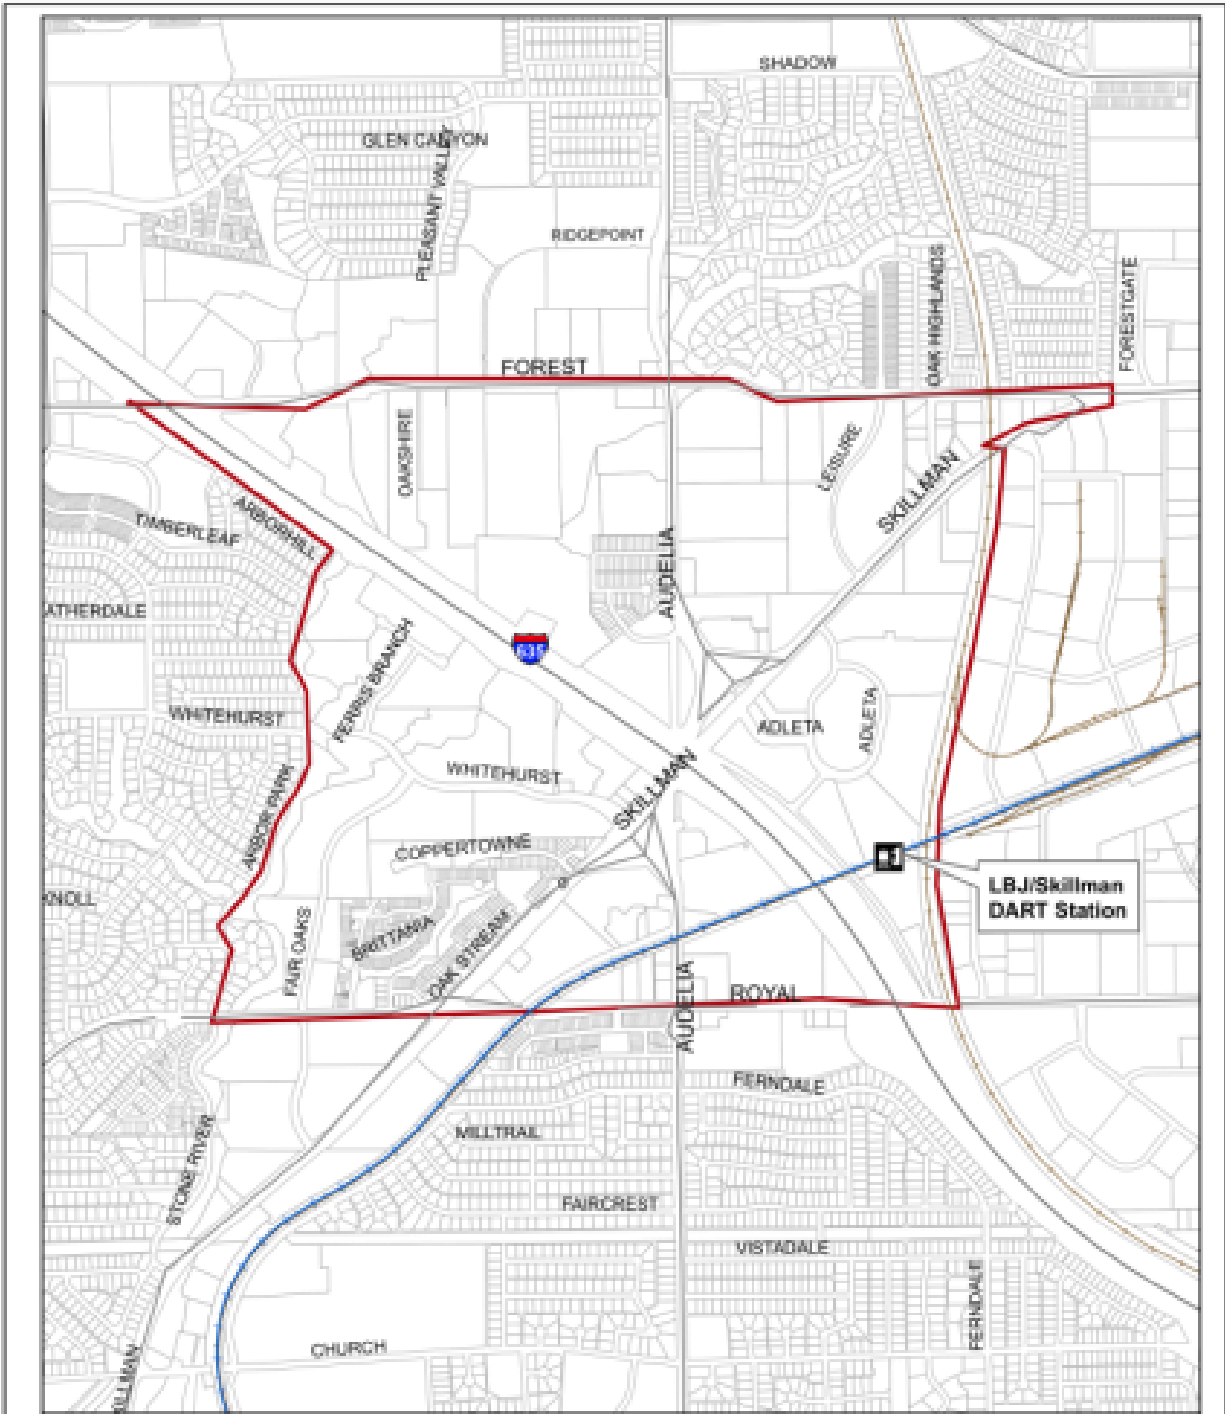 SHADOW
GLEN CANYON
PLEASANT VALLEY
RIDGEPOINT
OAK HIGHLANDS
FORESTGATE
FOREST
OAKSHIRE
LEISURE
SKILLMAN
ARBORHILL
TIMBERLEAF
AUDELIA
ATHERDALE
635
FERRIS BRANCH
WHITEHURST
ADLETA
ADLETA
WHITEHURST
SKILLMAN
ARBOR PARK
COPPERTOWNE
LBJ/Skillman
DART Station
KNOLL
BRITTANIA
OAK STREAM
FAIR OAKS
ROYAL
AUDELIA
FERNDALE
MILLTRAIL
STONE RIVER
FAIRCREST
VISTADALE
FERNDALE
CHURCH
KILLMAN